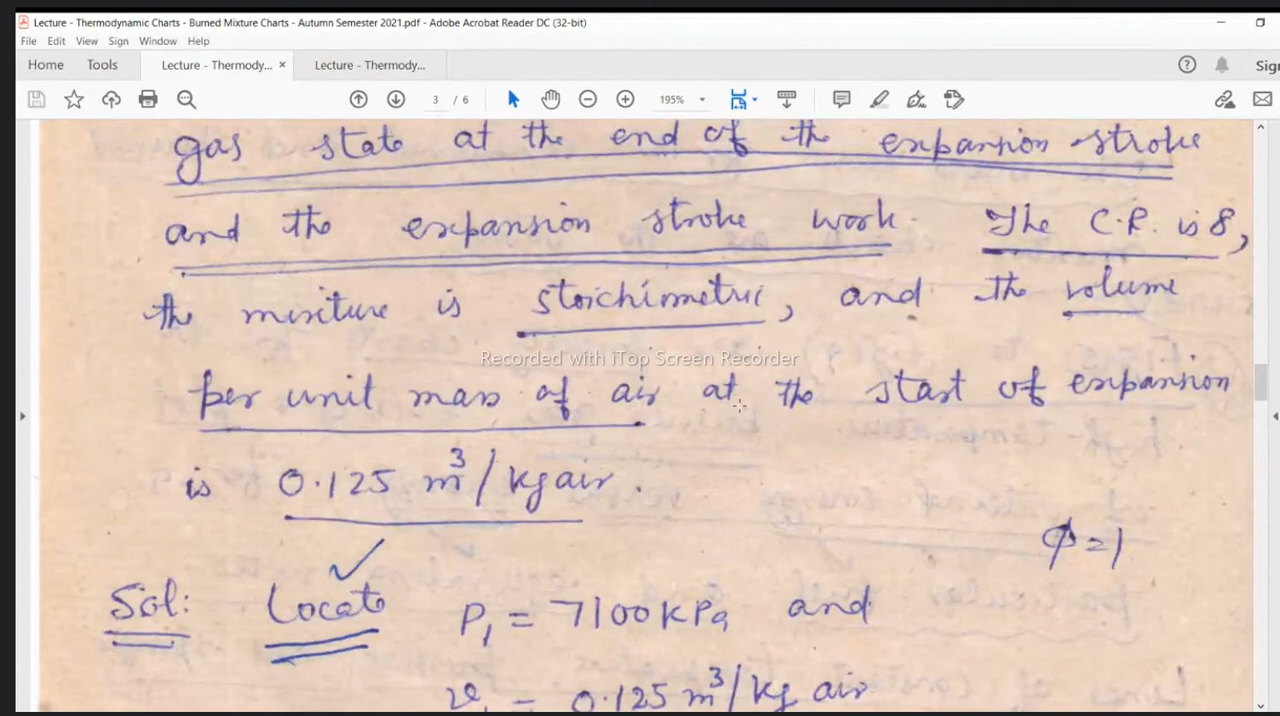 Lecture - Thermodynamic Charts - Burned Mixture Charts - Autumn Semester 2021.pdf - Adobe Acrobat Reader DC (32-bit)
File Edit View Sign Window Help
Home Tools Lecture - Thermody... × Lecture - Thermody... Sig
3 / 6 195%
gas state at the end of the expansion stroke
and the expansion stroke work. The C.R. is 8,
the mixture is stoichimetric, and the volume
Recorded with iTop Screen Recorder
per unit mass of air at the start of expansion
is 0.125 m³/kg air.
φ=1
Sol: Locate P₁ = 7100 kPa and
v₁ = 0.125 m³/kg air